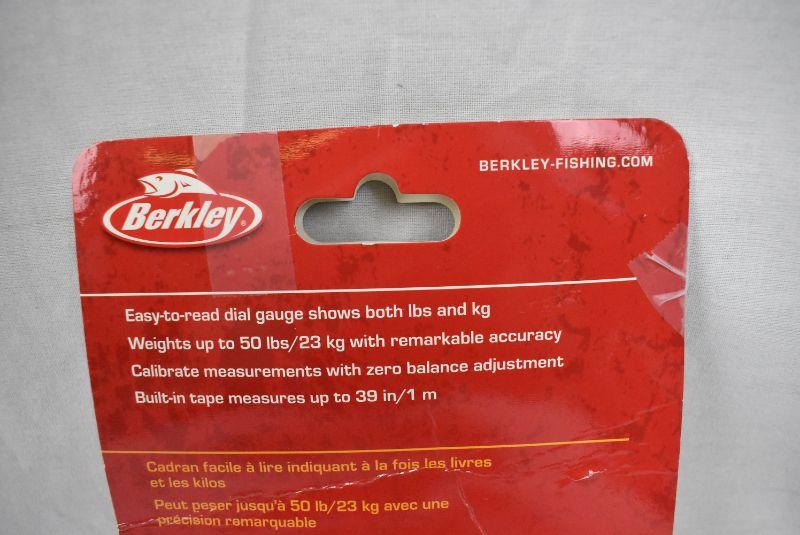 Berkley®
BERKLEY-FISHING.COM
Easy-to-read dial gauge shows both lbs and kg
Weights up to 50 lbs/23 kg with remarkable accuracy
Calibrate measurements with zero balance adjustment
Built-in tape measures up to 39 in/1 m
Cadran facile à lire indiquant à la fois les livres
et les kilos
Peut peser jusqu'à 50 lb/23 kg avec une
précision remarquable